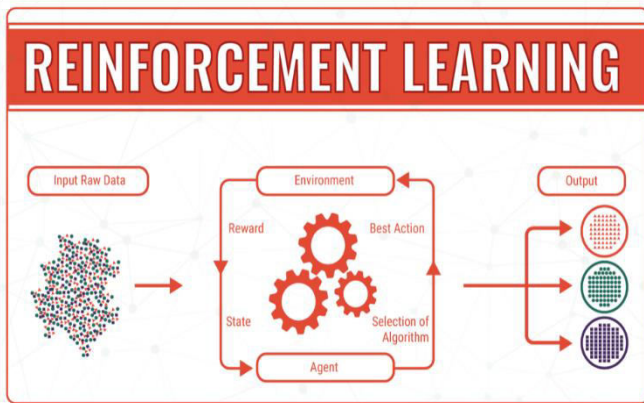 REINFORCEMENT LEARNING
Input Raw Data
Environment
Output
Reward
Best Action
State
Selection of
Algorithm
Agent